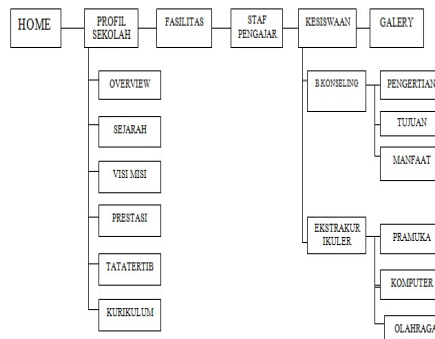 HOME
PROFIL
SEKOLAH
FASILITAS
STAF
PENGAJAR
KESISWAAN
GALERY
OVERVIEW
SEJARAH
VISI MISI
PRESTASI
TATATERTIB
KURIKULUM
B.KONSELING
PENGERTIAN
TUJUAN
MANFAAT
EKSTRAKUR
IKULER
PRAMUKA
KOMPUTER
OLAHRAGA